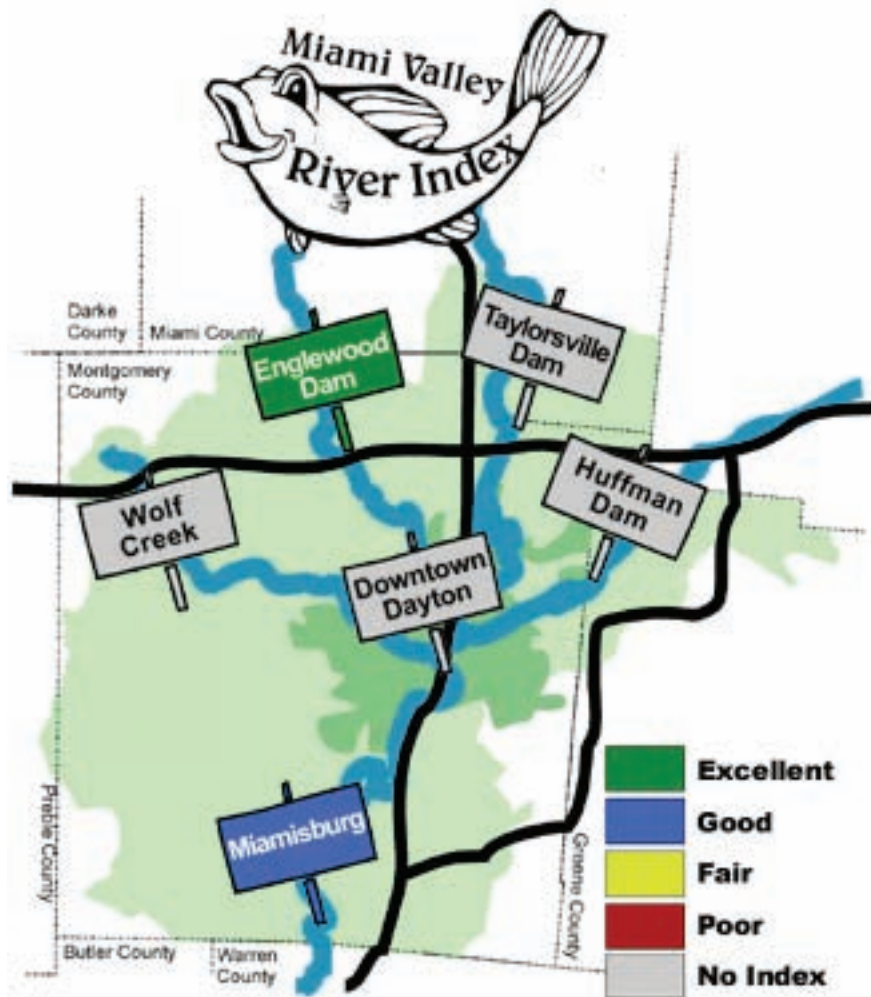 Miami Valley
River Index
Darke
County
Miami County
Montgomery
County
Englewood
Dam
Taylorsville
Dam
Wolf
Creek
Huffman
Dam
Downtown
Dayton
Miamisburg
Preble County
Greene County
Butler County
Warren
County
Excellent
Good
Fair
Poor
No Index